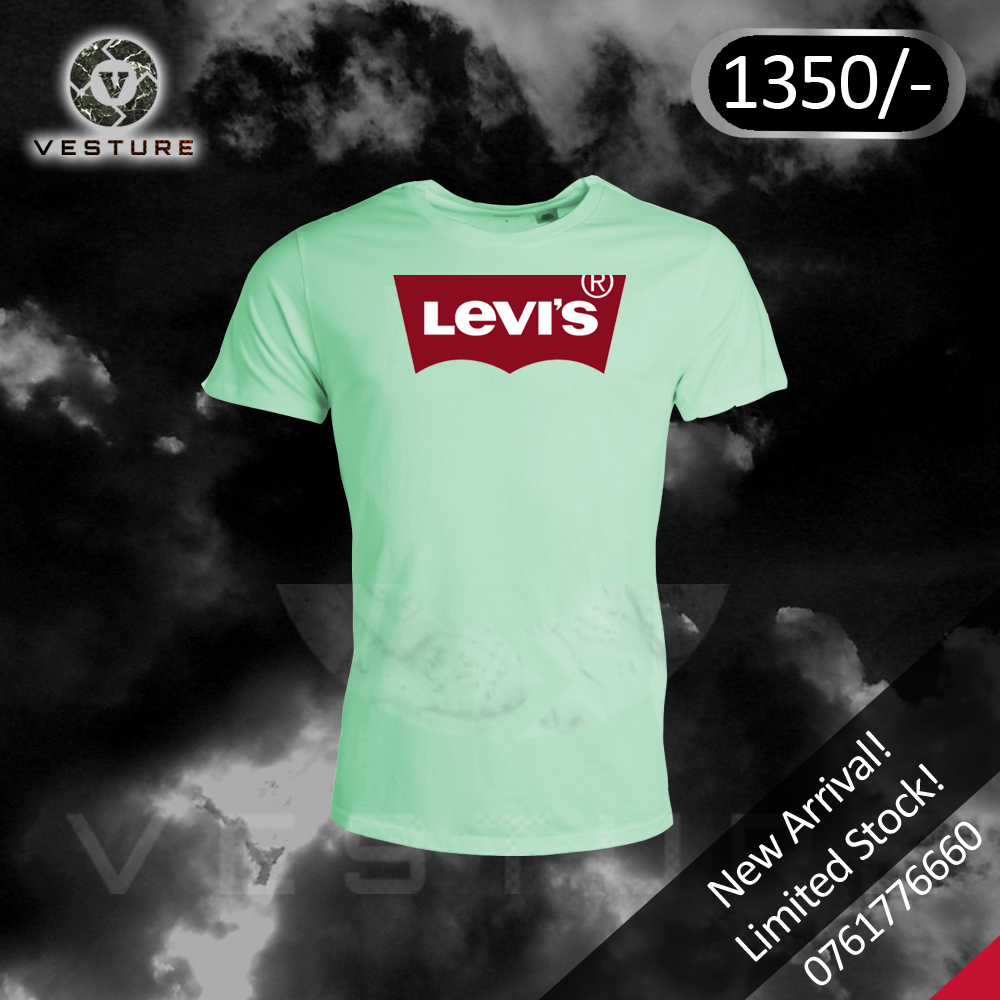 V
VESTURE
1350/-
LEVI'S
®
New Arrival!
Limited Stock!
0761776660